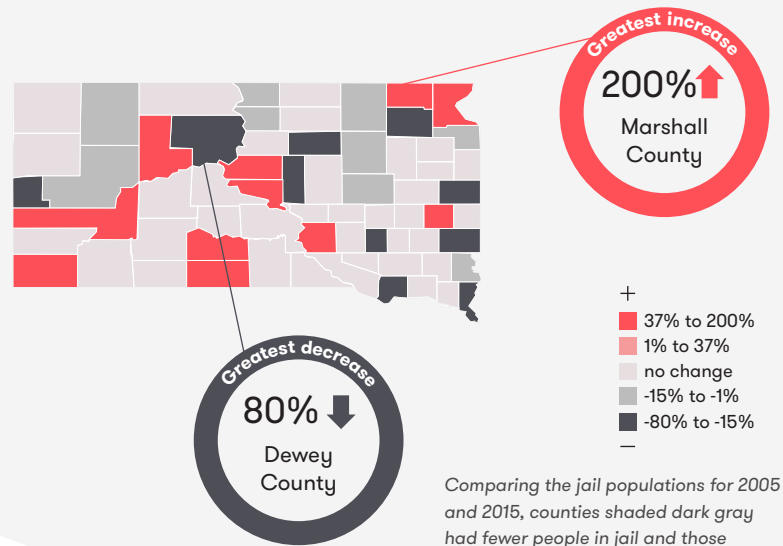 Greatest increase
200%
Marshall
County
+
37% to 200%
1% to 37%
no change
-15% to -1%
-80% to -15%
–
Greatest decrease
80%
Dewey
County
Comparing the jail populations for 2005
and 2015, counties shaded dark gray
had fewer people in jail and those